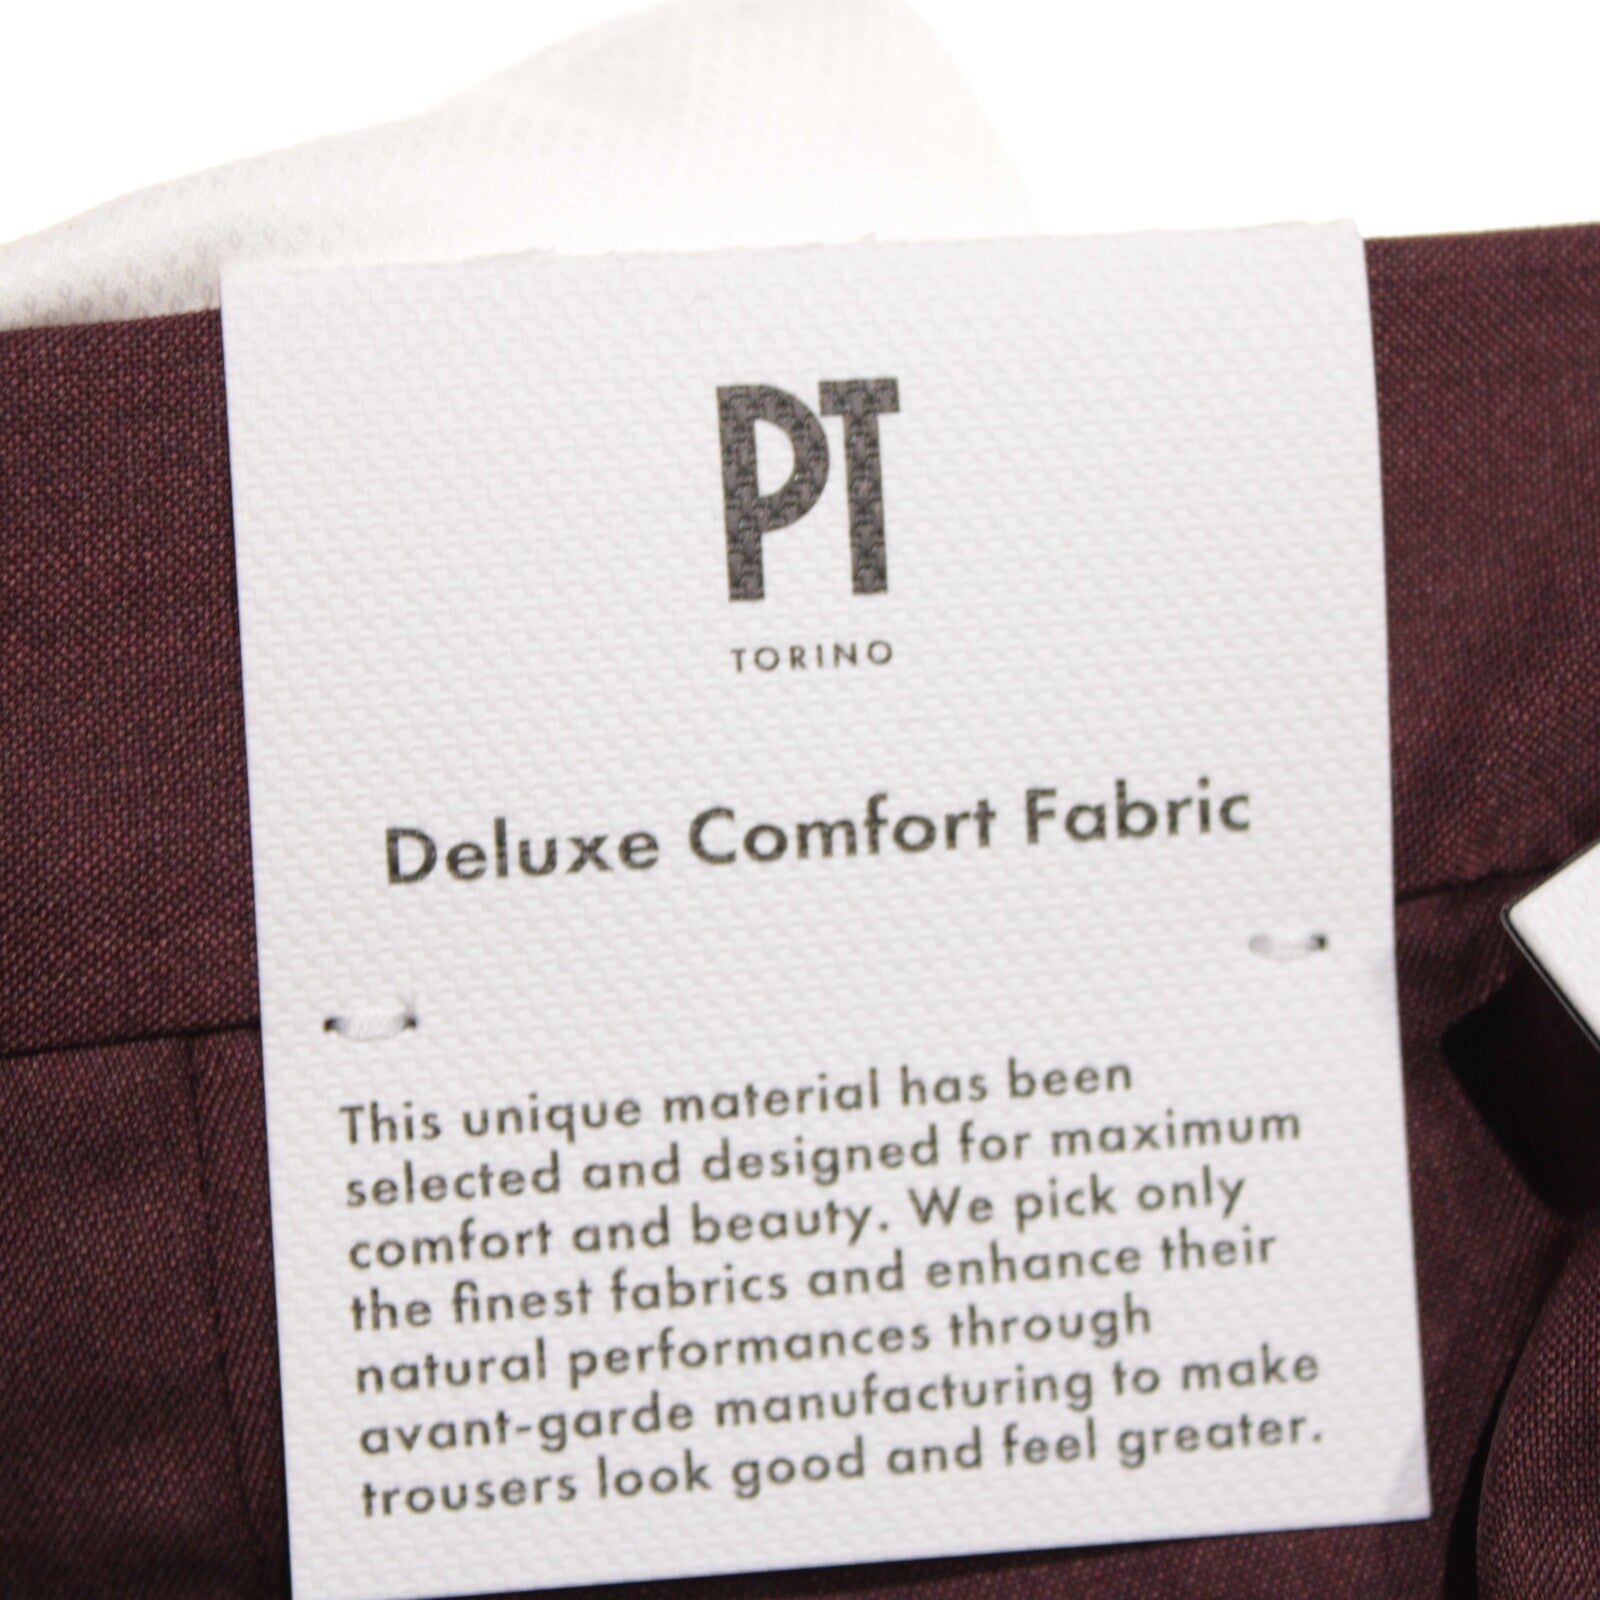 PT
TORINO
Deluxe Comfort Fabric
This unique material has been
selected and designed for maximum
comfort and beauty. We pick only
the finest fabrics and enhance their
natural performances through
avant-garde manufacturing to make
trousers look good and feel greater.